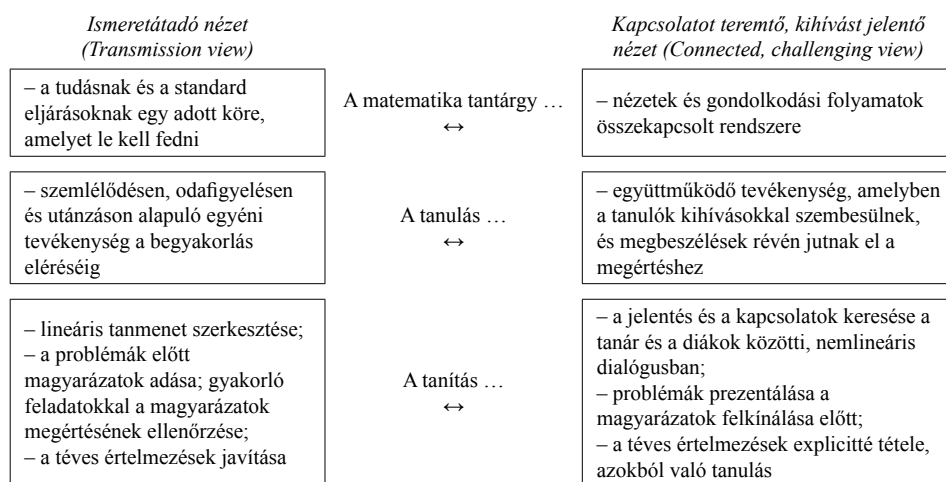 Ismeretátadó nézet
(Transmission view)
Kapcsolatot teremtő, kihívást jelentő
nézet (Connected, challenging view)
– a tudásnak és a standard
eljárásoknak egy adott köre,
amelyet le kell fedni
A matematika tantárgy …
↔
– nézetek és gondolkodási folyamatok
összekapcsolt rendszere
– szemlélődésen, odafigyelésen
és utánzáson alapuló egyéni
tevékenység a begyakorlás
eléréséig
A tanulás …
↔
– együttműködő tevékenység, amelyben
a tanulók kihívásokkal szembesülnek,
és megbeszélések révén jutnak el a
megértéshez
– lineáris tanmenet szerkesztése;
– a problémák előtt
magyarázatok adása; gyakorló
feladatokkal a magyarázatok
megértésének ellenőrzése;
– a téves értelmezések javítása
A tanítás …
↔
– a jelentés és a kapcsolatok keresése a
tanár és a diákok közötti, nemlineáris
dialógusban;
– problémák prezentálása a
magyarázatok felkínálása előtt;
– a téves értelmezések explicitté tétele,
azokból való tanulás